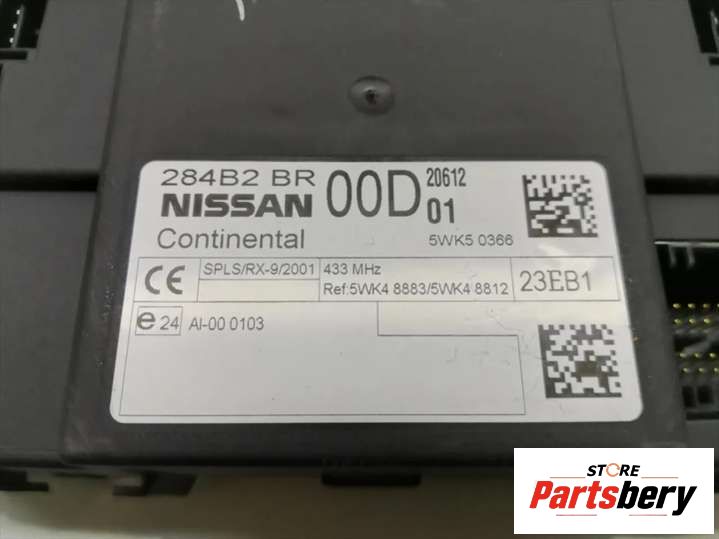 284B2 BR 00D 20612
NISSAN 01
Continental 5WK5 0366
CE SPLS/RX-9/2001 433 MHz 23EB1
Ref:5WK4 8883/5WK4 8812
e24 AI-00 0103
STORE
Partsbery